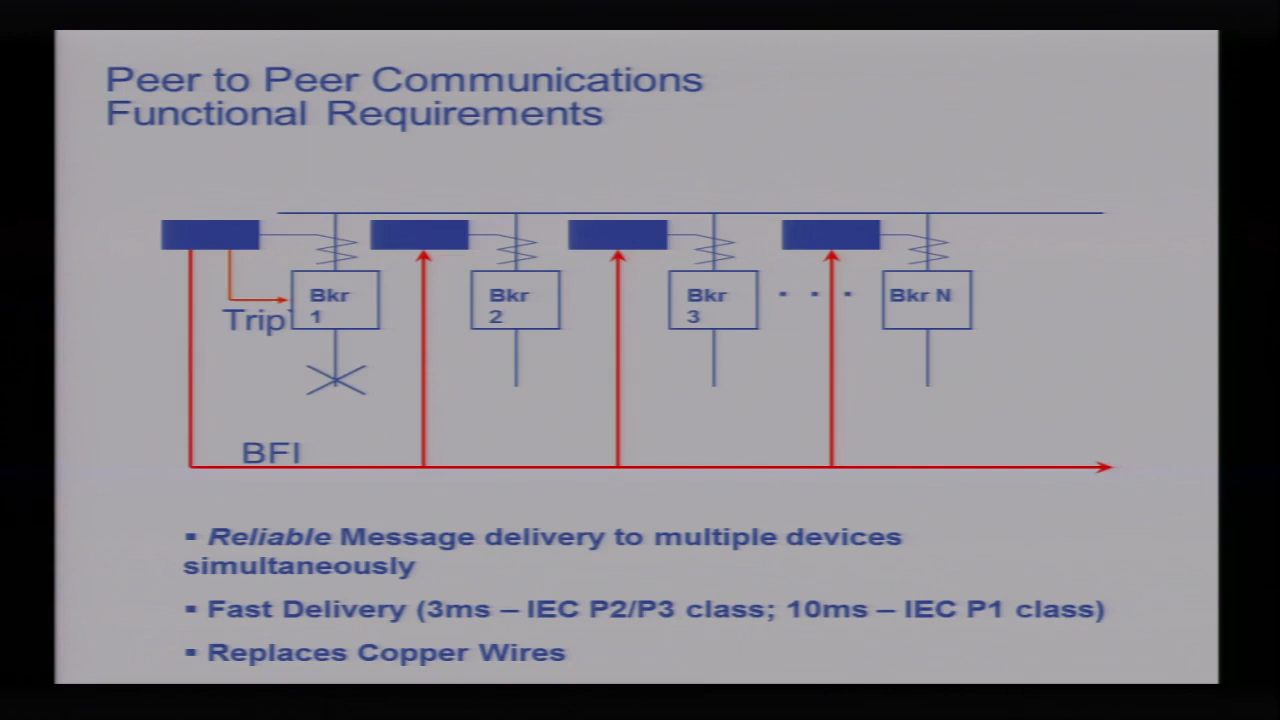 Peer to Peer Communications
Functional Requirements
Bkr
1
Bkr
2
Bkr
3
. . .
Bkr N
Trip
BFI
▪ Reliable Message delivery to multiple devices
simultaneously
▪ Fast Delivery (3ms – IEC P2/P3 class; 10ms – IEC P1 class)
▪ Replaces Copper Wires